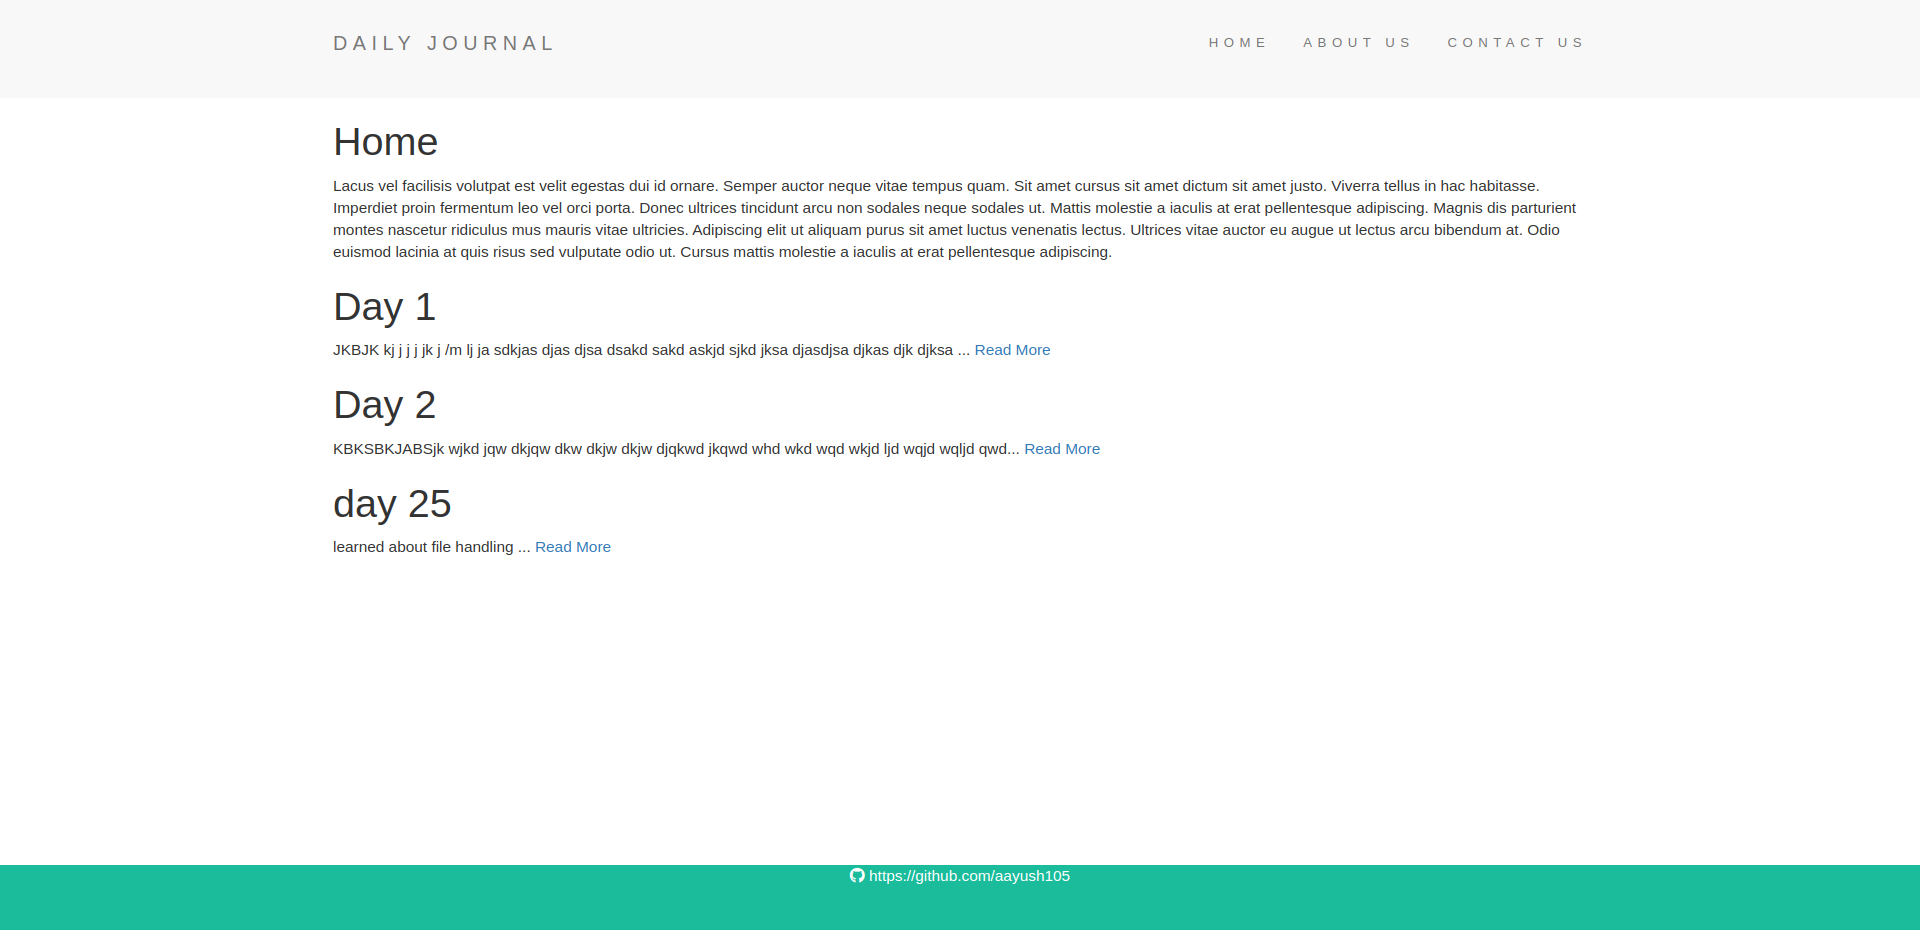 DAILY JOURNAL
HOME ABOUT US CONTACT US
Home
Lacus vel facilisis volutpat est velit egestas dui id ornare. Semper auctor neque vitae tempus quam. Sit amet cursus sit amet dictum sit amet justo. Viverra tellus in hac habitasse.
Imperdiet proin fermentum leo vel orci porta. Donec ultrices tincidunt arcu non sodales neque sodales ut. Mattis molestie a iaculis at erat pellentesque adipiscing. Magnis dis parturient
montes nascetur ridiculus mus mauris vitae ultricies. Adipiscing elit ut aliquam purus sit amet luctus venenatis lectus. Ultrices vitae auctor eu augue ut lectus arcu bibendum at. Odio
euismod lacinia at quis risus sed vulputate odio ut. Cursus mattis molestie a iaculis at erat pellentesque adipiscing.
Day 1
JKBJK kj j j j jk j /m lj ja sdkjas djas djsa dsakd sakd askjd sjkd jksa djasdjsa djkas djk djksa ... Read More
Day 2
KBKSBKJABSjk wjkd jqw dkjqw dkw dkjw dkjw djqkwd jkqwd whd wkd wqd wkjd ljd wqjd wqljd qwd... Read More
day 25
learned about file handling ... Read More
https://github.com/aayush105